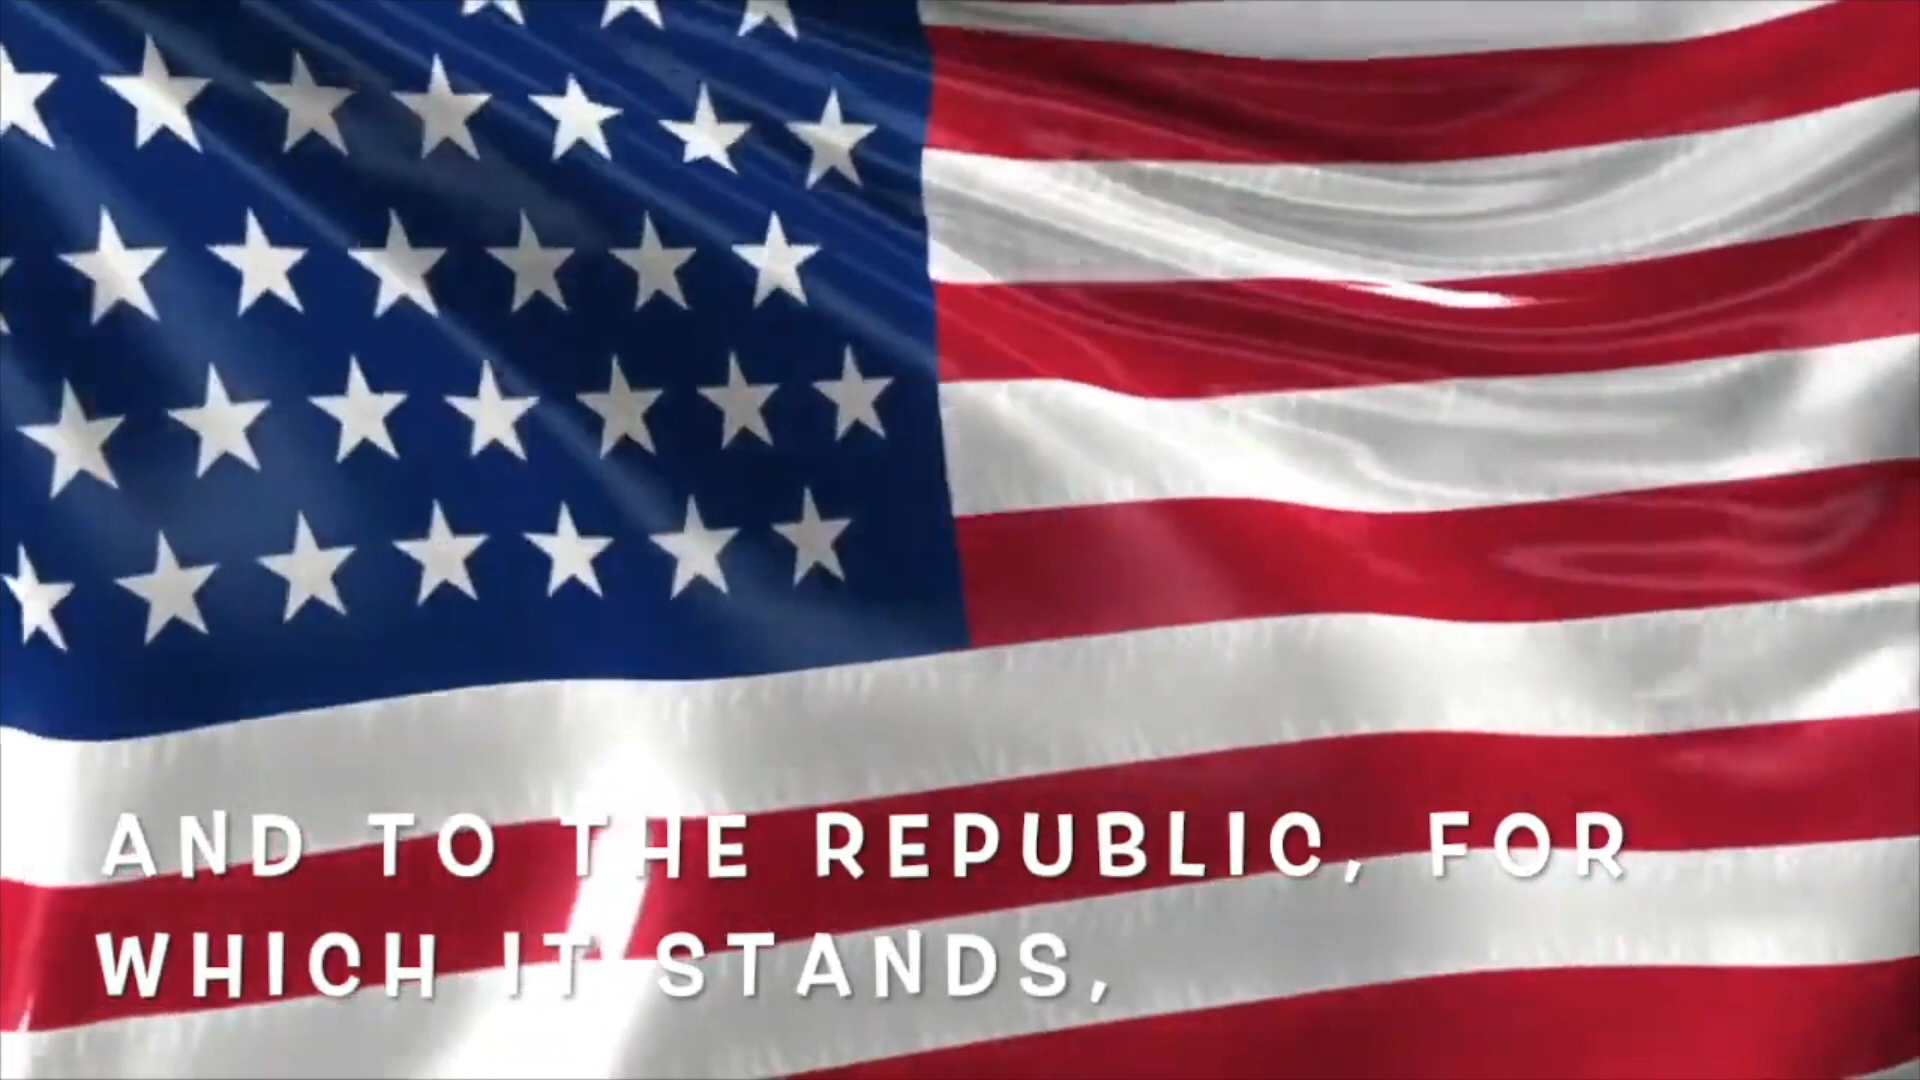 AND TO THE REPUBLIC, FOR
WHICH IT STANDS,